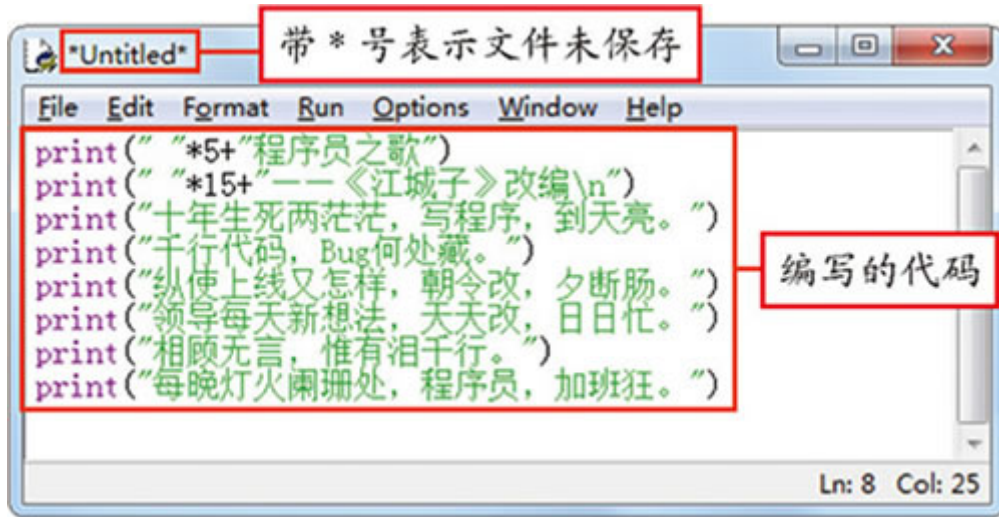 *Untitled*
带*号表示文件未保存
File Edit Format Run Options Window Help
print(" "*5+"程序员之歌")
print(" "*15+"——《江城子》改编\n")
print("十年生死两茫茫，写程序，到天亮。")
print("千行代码，Bug何处藏。")
print("纵使上线又怎样，朝令改，夕断肠。")
print("领导每天新想法，天天改，日日忙。")
print("相顾无言，惟有泪千行。")
print("每晚灯火阑珊处，程序员，加班狂。")
编写的代码
Ln: 8 Col: 25